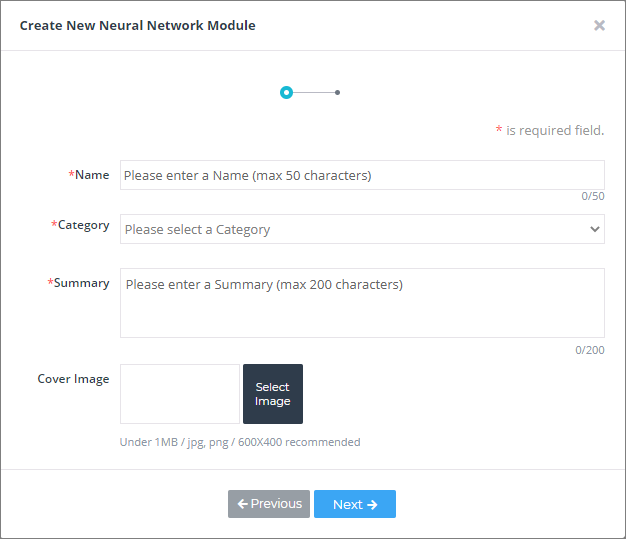 Create New Neural Network Module
* is required field.
*Name
Please enter a Name (max 50 characters)
0/50
*Category
Please select a Category
*Summary
Please enter a Summary (max 200 characters)
0/200
Cover Image
Select
Image
Under 1MB / jpg, png / 600X400 recommended
← Previous
Next →